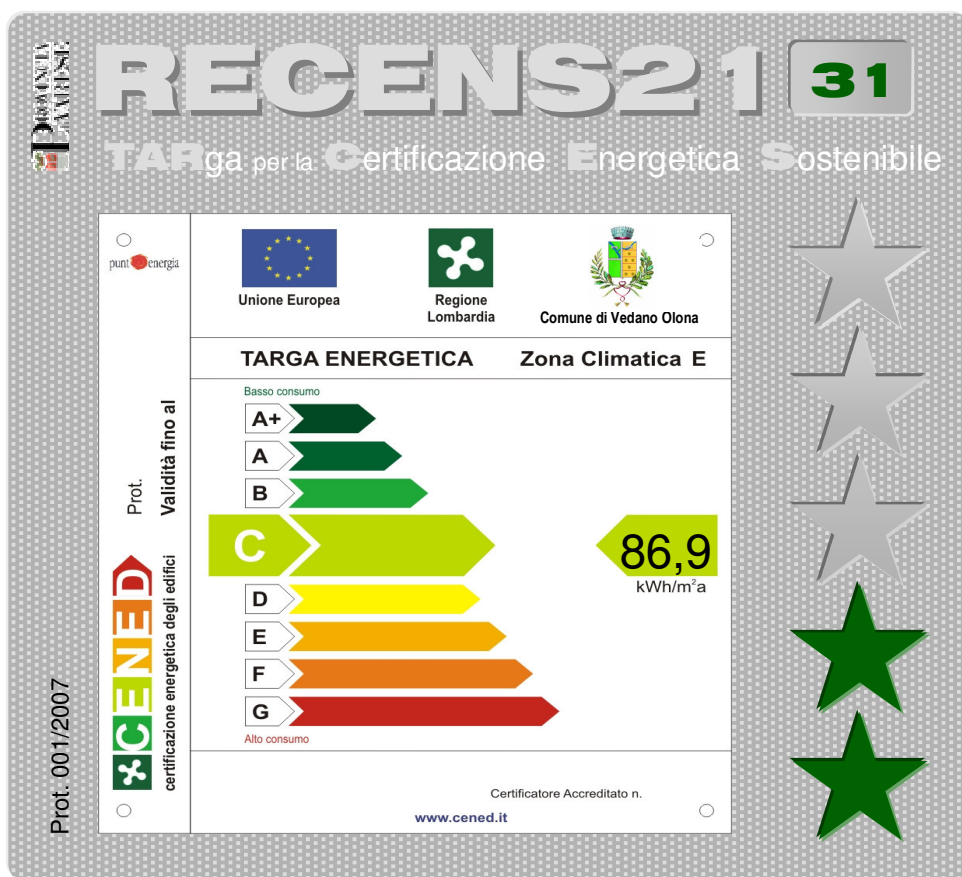 PROVINCIA
VARESE
RECENS21
31
TARga per la Certificazione Energetica Sostenibile
punto energia
Unione Europea
Regione
Lombardia
Comune di Vedano Olona
TARGA ENERGETICA Zona Climatica E
Basso consumo
A+
A
B
C
86,9
kWh/m²a
D
E
F
G
Alto consumo
Certificatore Accreditato n.
www.cened.it
Prot.
Validità fino al
CENED
certificazione energetica degli edifici
Prot. 001/2007